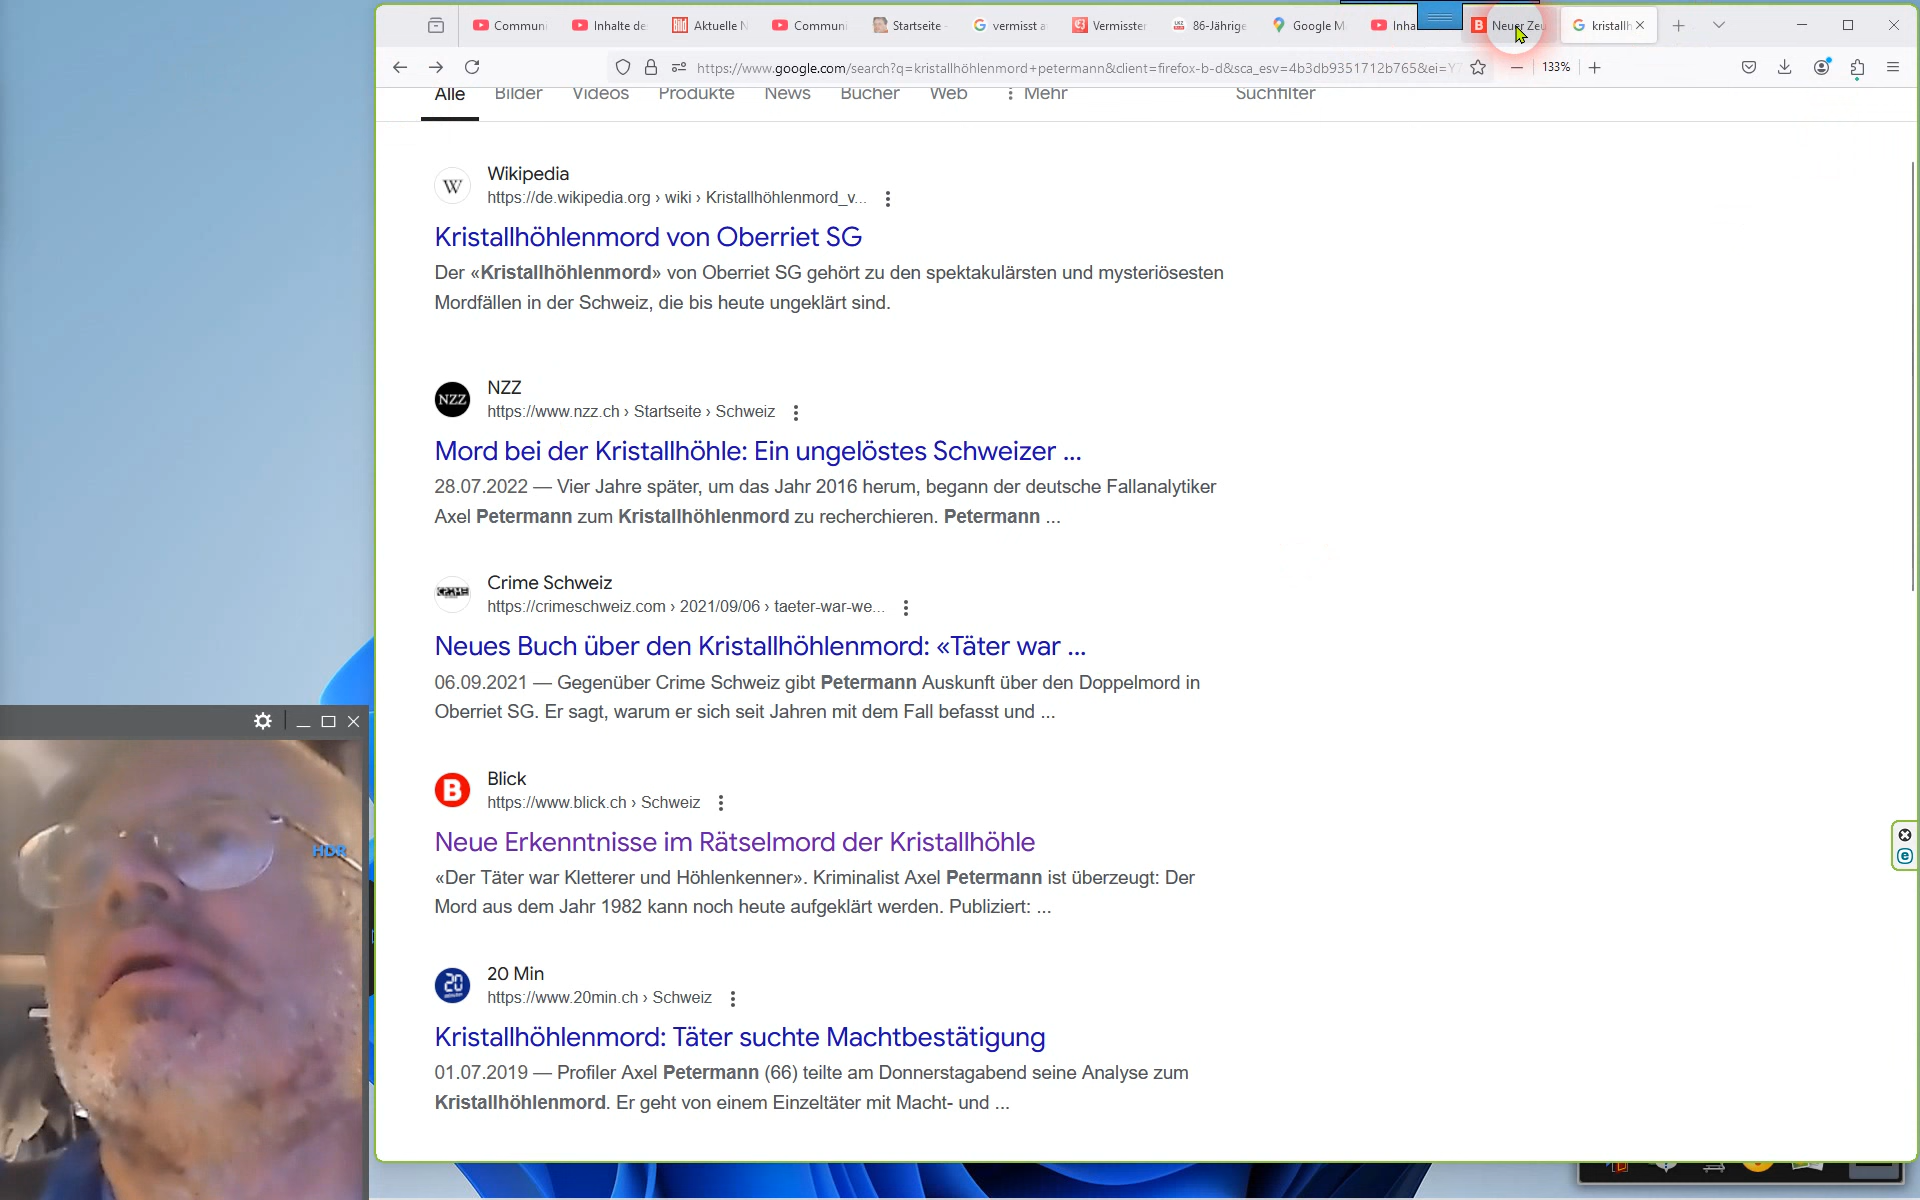 Commun
Inhalte de
Bild
Aktuelle N
Commun
Startseite -
vermisst a
Vermisster
LKZ
86-Jährige
Google M
Inha
B
Neuer Zeu
kristallh
https://www.google.com/search?q=kristallhöhlenmord+petermann&client=firefox-b-d&sca_esv=4b3db9351712b765&ei=Y7
133%
Alle
Bilder
Videos
Produkte
News
Bücher
Web
Mehr
Suchfilter
W
Wikipedia
https://de.wikipedia.org › wiki › Kristallhöhlenmord_v...
Kristallhöhlenmord von Oberriet SG
Der «Kristallhöhlenmord» von Oberriet SG gehört zu den spektakulärsten und mysteriösesten
Mordfällen in der Schweiz, die bis heute ungeklärt sind.
NZZ
NZZ
https://www.nzz.ch › Startseite › Schweiz
Mord bei der Kristallhöhle: Ein ungelöstes Schweizer ...
28.07.2022 — Vier Jahre später, um das Jahr 2016 herum, begann der deutsche Fallanalytiker
Axel Petermann zum Kristallhöhlenmord zu recherchieren. Petermann ...
Crime Schweiz
https://crimeschweiz.com › 2021/09/06 › taeter-war-we...
Neues Buch über den Kristallhöhlenmord: «Täter war ...
06.09.2021 — Gegenüber Crime Schweiz gibt Petermann Auskunft über den Doppelmord in
Oberriet SG. Er sagt, warum er sich seit Jahren mit dem Fall befasst und ...
B
Blick
https://www.blick.ch › Schweiz
Neue Erkenntnisse im Rätselmord der Kristallhöhle
«Der Täter war Kletterer und Höhlenkenner». Kriminalist Axel Petermann ist überzeugt: Der
Mord aus dem Jahr 1982 kann noch heute aufgeklärt werden. Publiziert: ...
20
20 Min
https://www.20min.ch › Schweiz
Kristallhöhlenmord: Täter suchte Machtbestätigung
01.07.2019 — Profiler Axel Petermann (66) teilte am Donnerstagabend seine Analyse zum
Kristallhöhlenmord. Er geht von einem Einzeltäter mit Macht- und ...
HDR